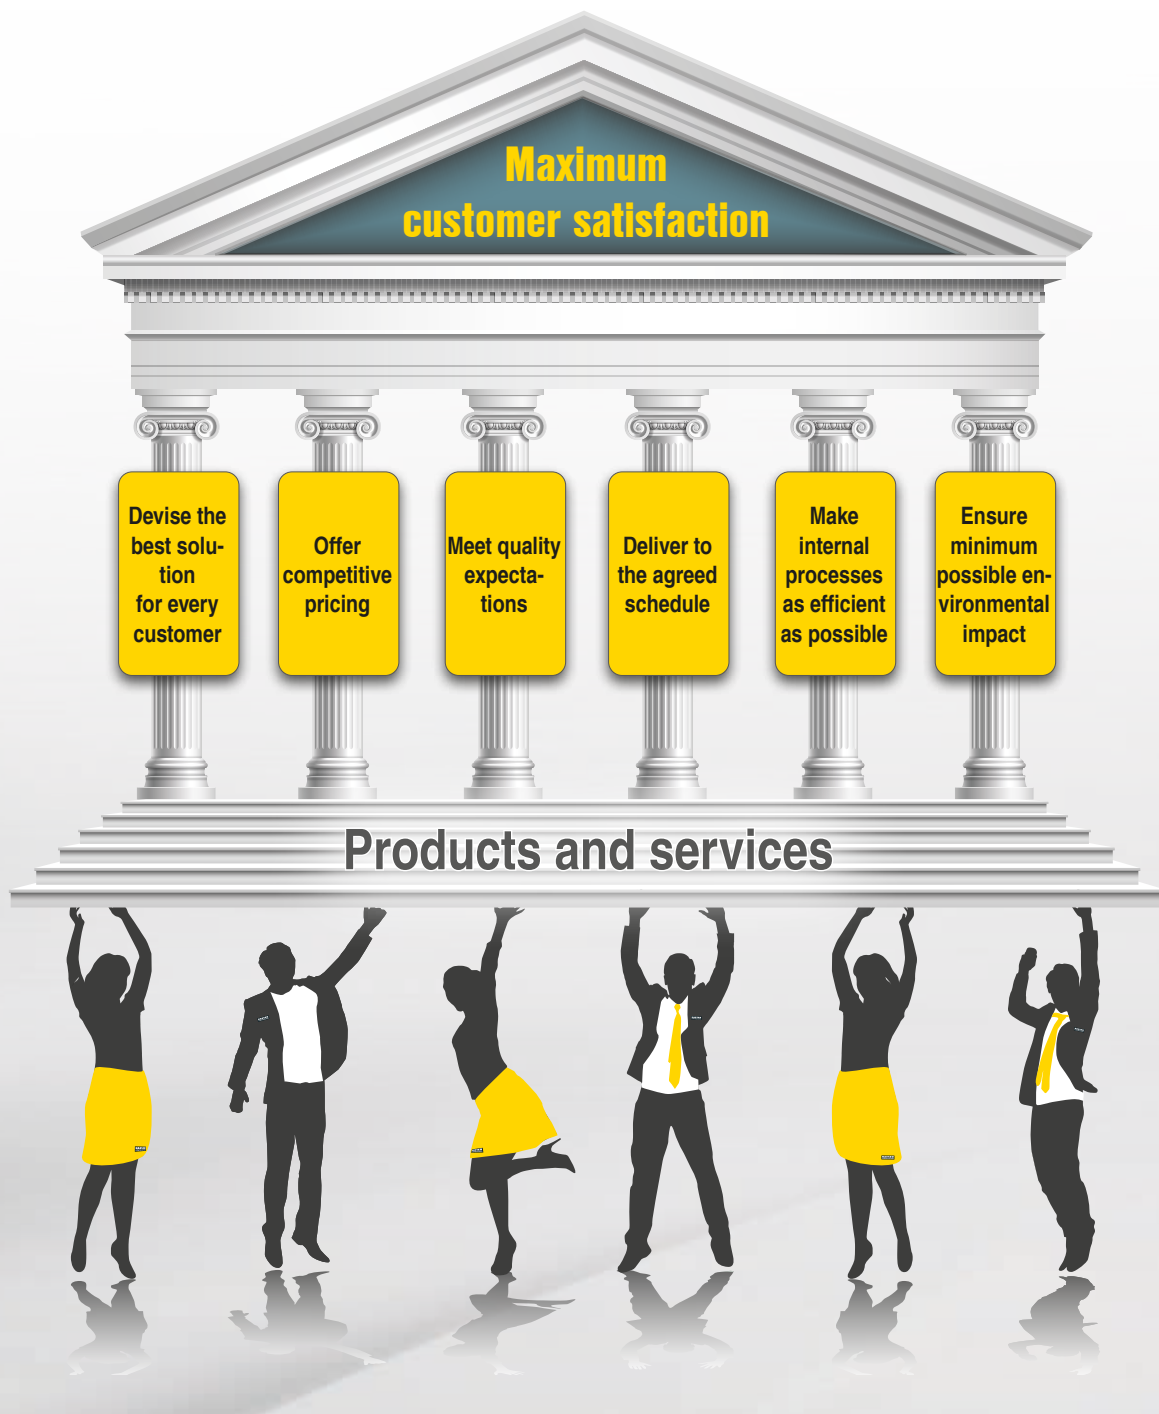 Maximum
customer satisfaction
Devise the
best solu-
tion
for every
customer
Offer
competitive
pricing
Meet quality
expecta-
tions
Deliver to
the agreed
schedule
Make
internal
processes
as efficient
as possible
Ensure
minimum
possible en-
vironmental
impact
Products and services